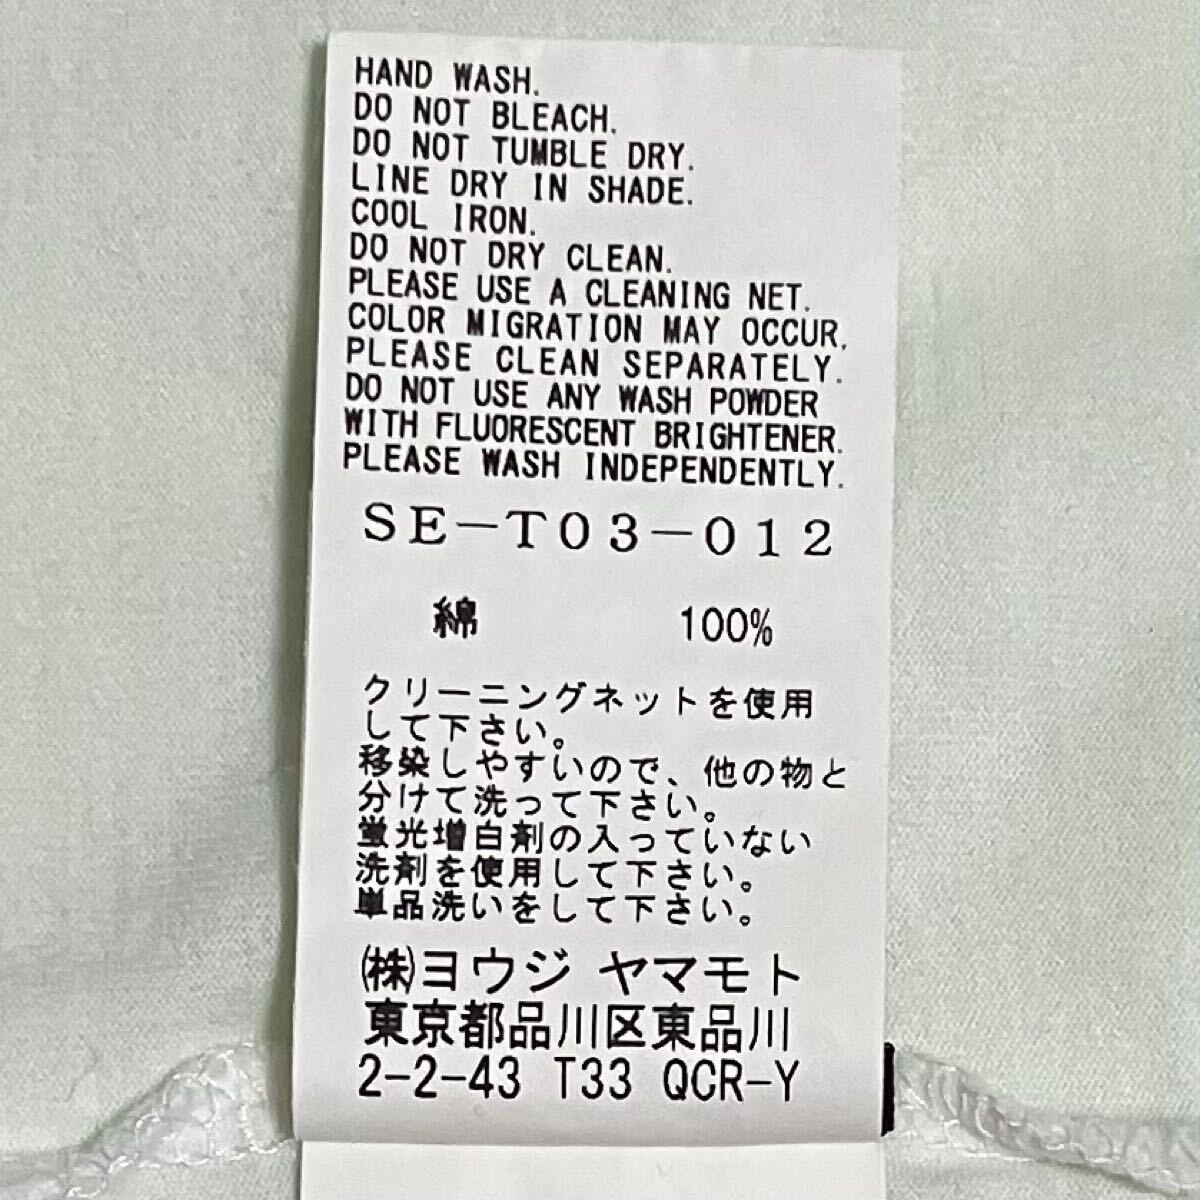 HAND WASH.
DO NOT BLEACH.
DO NOT TUMBLE DRY.
LINE DRY IN SHADE.
COOL IRON.
DO NOT DRY CLEAN.
PLEASE USE A CLEANING NET.
COLOR MIGRATION MAY OCCUR,
PLEASE CLEAN SEPARATELY.
DO NOT USE ANY WASH POWDER
WITH FLUORESCENT BRIGHTENER.
PLEASE WASH INDEPENDENTLY.
SE-T03-012
綿 100%
クリーニングネットを使用
して下さい。
移染しやすいので、他の物と
分けて洗って下さい。
蛍光増白剤の入っていない
洗剤を使用して下さい。
単品洗いをして下さい。
㈱ヨウジ ヤマモト
東京都品川区東品川
2-2-43 T33 QCR-Y